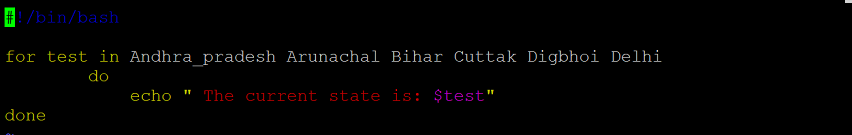 #!/bin/bash
for test in Andhra_pradesh Arunachal Bihar Cuttak Digbhoi Delhi
do
echo " The current state is: $test"
done